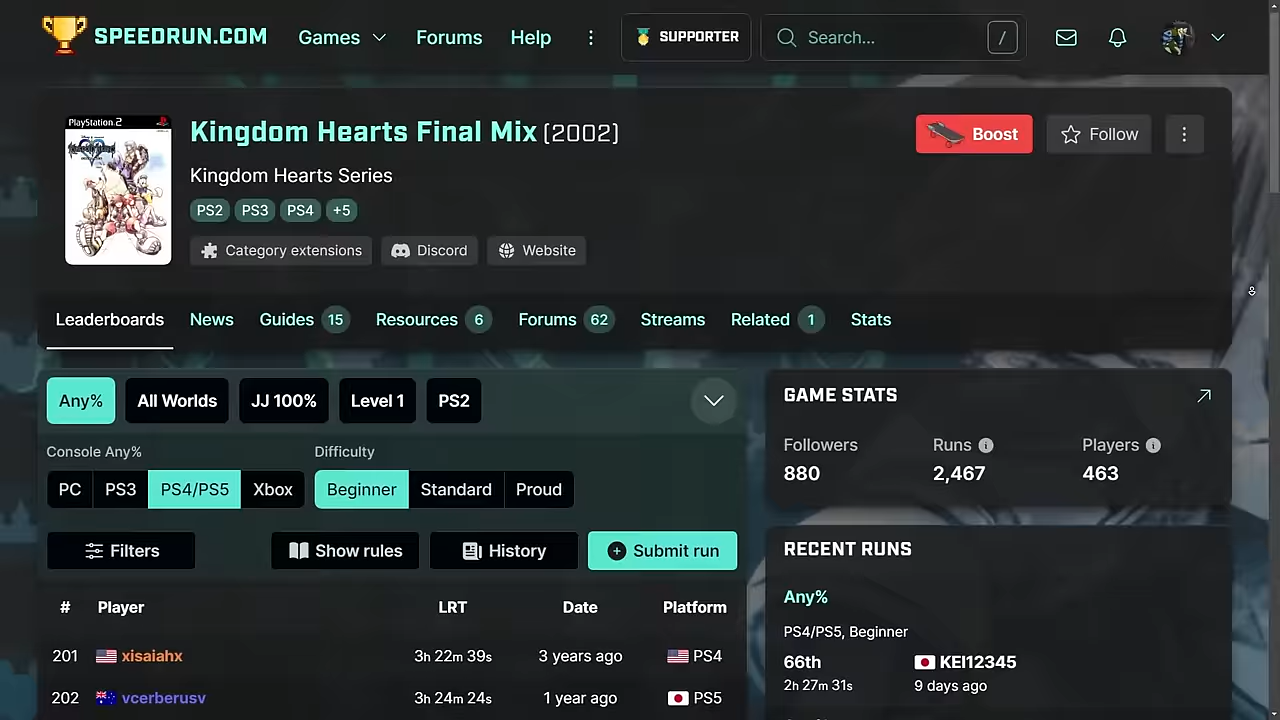 SPEEDRUN.COM Games Forums Help SUPPORTER Search... /
PlayStation 2
Kingdom Hearts Final Mix (2002)
Boost Follow
Kingdom Hearts Series
PS2 PS3 PS4 +5
Category extensions Discord Website
Leaderboards News Guides 15 Resources 6 Forums 62 Streams Related 1 Stats
Any% All Worlds JJ 100% Level 1 PS2
Console Any% Difficulty
PC PS3 PS4/PS5 Xbox Beginner Standard Proud
Filters Show rules History Submit run
# Player LRT Date Platform
201 xisaiahx 3h 22m 39s 3 years ago PS4
202 vcerberusv 3h 24m 24s 1 year ago PS5
GAME STATS
Followers Runs Players
880 2,467 463
RECENT RUNS
Any%
PS4/PS5, Beginner
66th KEI12345
2h 27m 31s 9 days ago